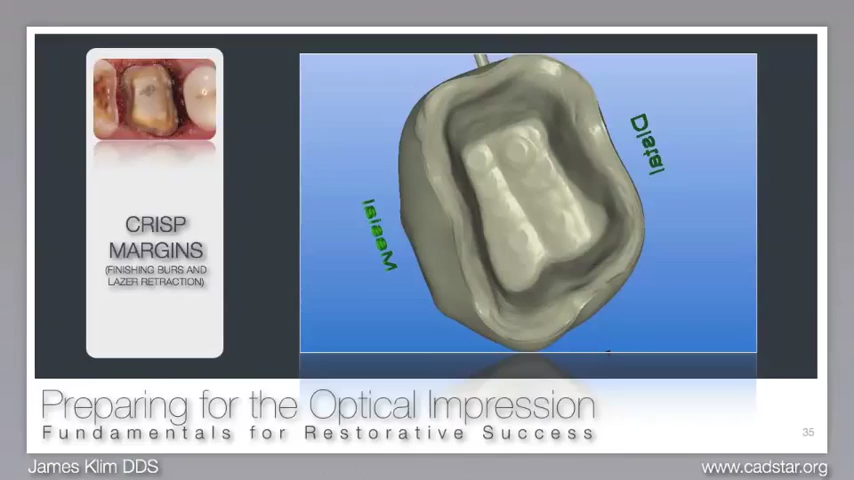 CRISP
MARGINS
(FINISHING BURS AND
LAZER RETRACTION)
Mesial
Distal
Preparing for the Optical Impression
Fundamentals for Restorative Success
35
James Klim DDS
www.cadstar.org